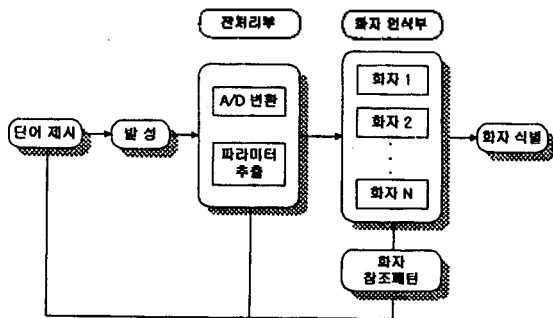 전처리부
화자 인식부
A/D 변환
파라미터
추출
화자 1
화자 2
화자 N
단어 제시
발 성
화자 식별
화자
참조패턴